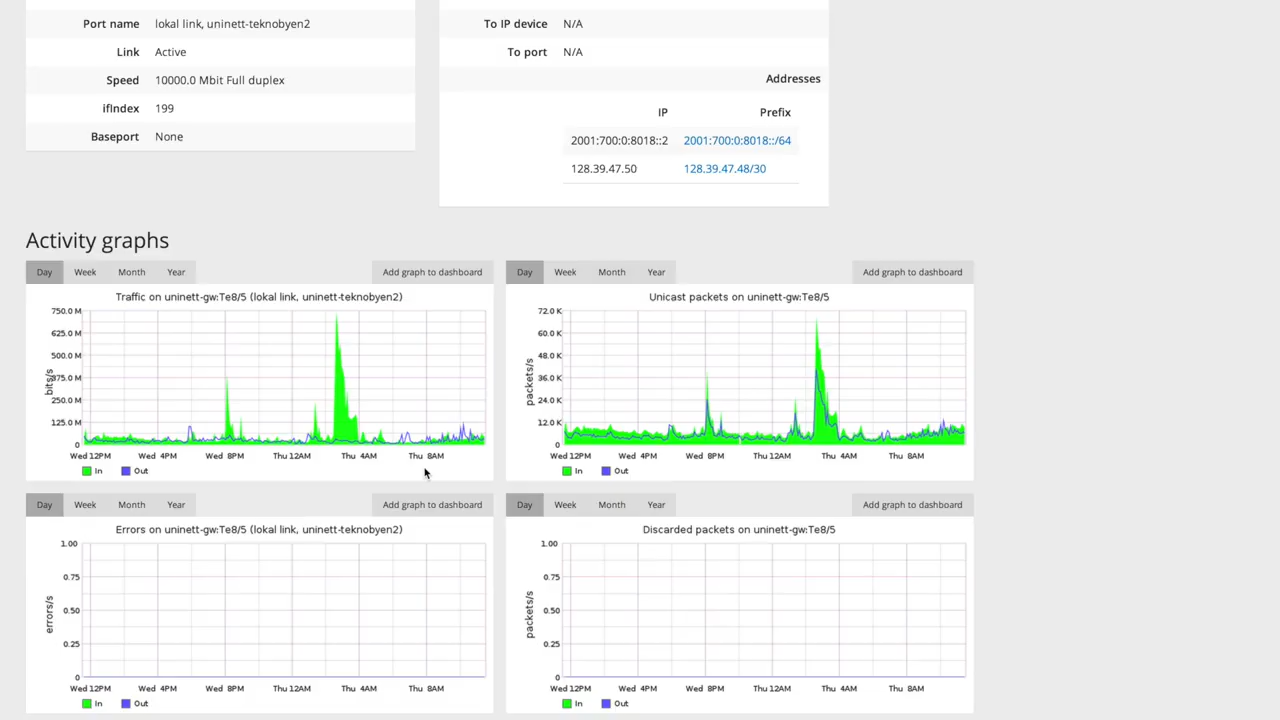 Port name lokal link, uninett-teknobyen2
Link Active
Speed 10000.0 Mbit Full duplex
ifIndex 199
Baseport None
To IP device N/A
To port N/A
Addresses
IP Prefix
2001:700:0:8018::2 2001:700:0:8018::/64
128.39.47.50 128.39.47.48/30
Activity graphs
Day Week Month Year Add graph to dashboard
Traffic on uninett-gw:Te8/5 (lokal link, uninett-teknobyen2)
bits/s
750.0 M
625.0 M
500.0 M
375.0 M
250.0 M
125.0 M
0
Wed 12PM Wed 4PM Wed 8PM Thu 12AM Thu 4AM Thu 8AM
In Out
Day Week Month Year Add graph to dashboard
Unicast packets on uninett-gw:Te8/5
packets/s
72.0 K
60.0 K
48.0 K
36.0 K
24.0 K
12.0 K
0
Wed 12PM Wed 4PM Wed 8PM Thu 12AM Thu 4AM Thu 8AM
In Out
Day Week Month Year Add graph to dashboard
Errors on uninett-gw:Te8/5 (lokal link, uninett-teknobyen2)
errors/s
1.00
0.75
0.50
0.25
0
Wed 12PM Wed 4PM Wed 8PM Thu 12AM Thu 4AM Thu 8AM
In Out
Day Week Month Year Add graph to dashboard
Discarded packets on uninett-gw:Te8/5
packets/s
1.00
0.75
0.50
0.25
0
Wed 12PM Wed 4PM Wed 8PM Thu 12AM Thu 4AM Thu 8AM
In Out